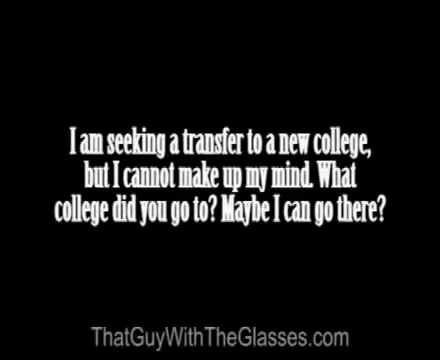 I am seeking a transfer to a new college,
but I cannot make up my mind. What
college did you go to? Maybe I can go there?
ThatGuyWithTheGlasses.com